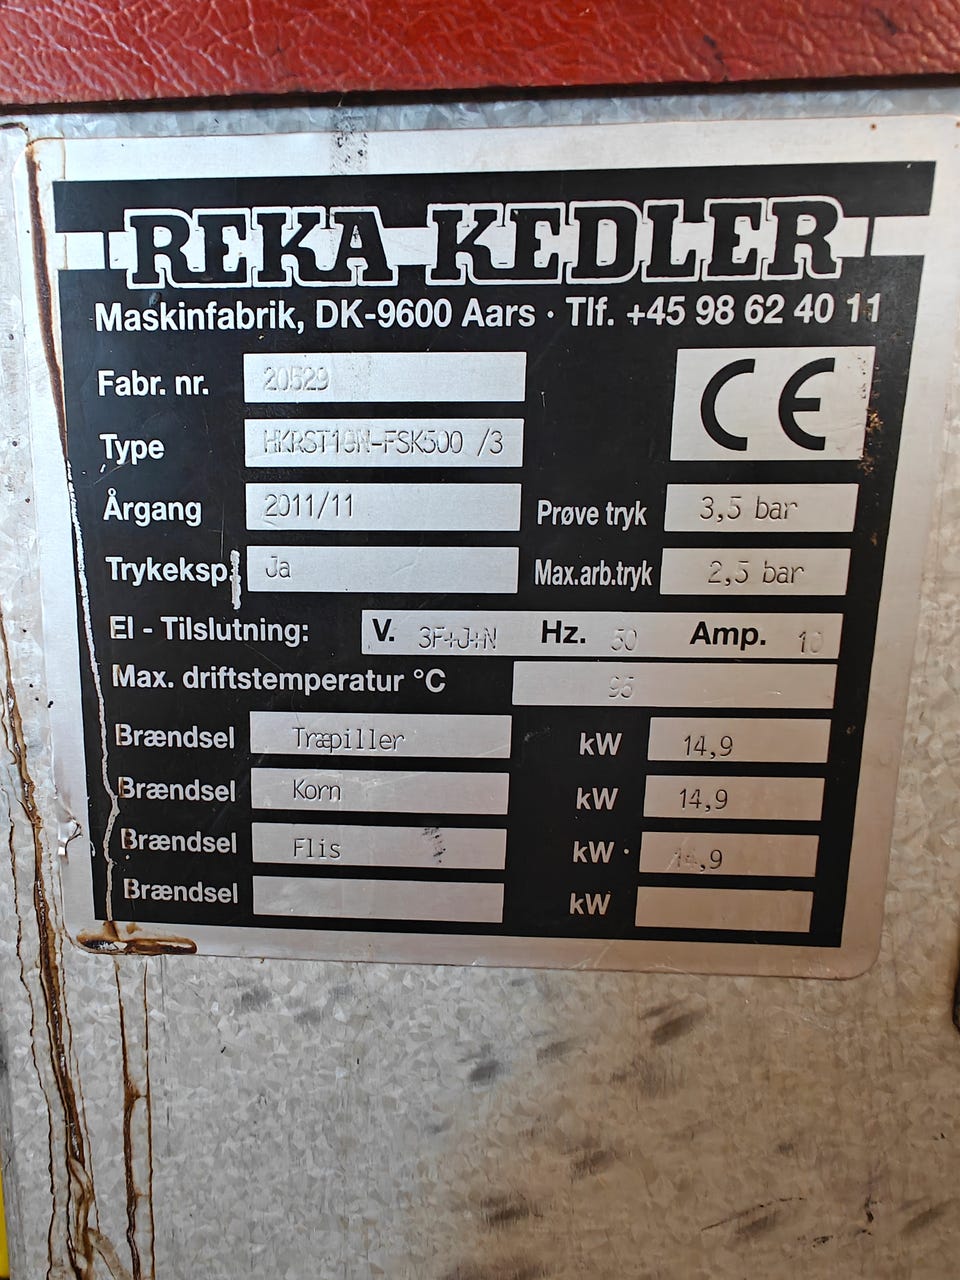 REKA KEDLER
Maskinfabrik, DK-9600 Aars · Tlf. +45 98 62 40 11
Fabr. nr. 20529
CE
Type HKRST10N-FSK500 /3
Årgang 2011/11 Prøve tryk 3,5 bar
Trykeksp. Ja Max.arb.tryk 2,5 bar
El - Tilslutning: V. 3F+J+N Hz. 50 Amp. 10
Max. driftstemperatur °C 95
Brændsel Træpiller kW 14,9
Brændsel Korn kW 14,9
Brændsel Flis kW 14,9
Brændsel kW